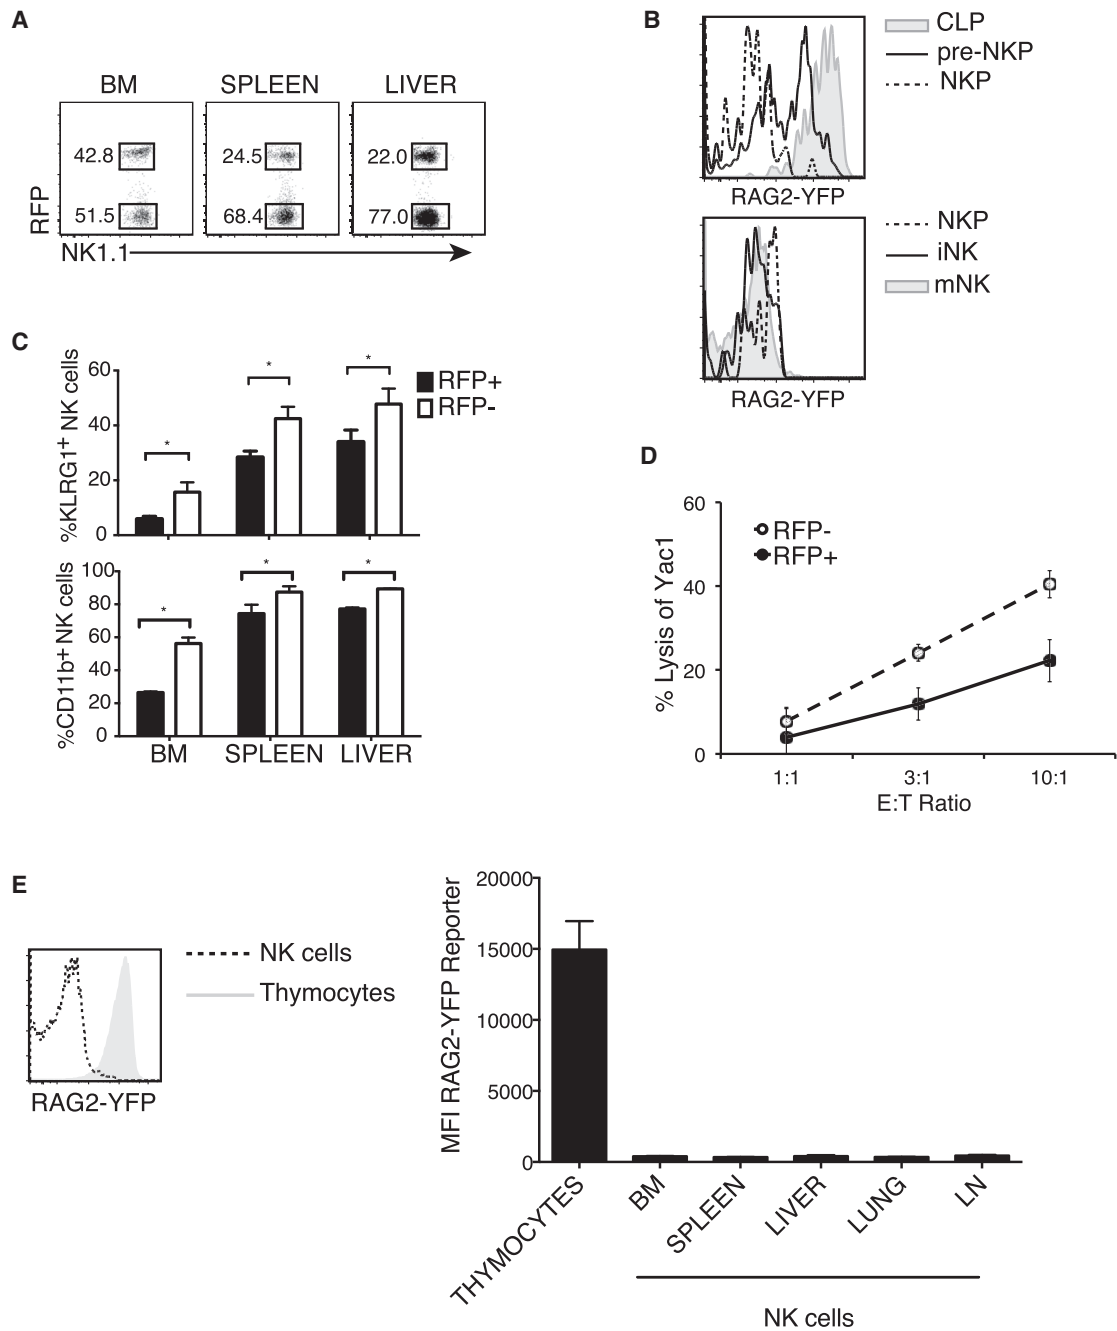 A
BM
SPLEEN
LIVER
42.8
24.5
22.0
51.5
68.4
77.0
RFP
NK1.1
B
CLP
pre-NKP
NKP
RAG2-YFP
NKP
iNK
mNK
RAG2-YFP
C
%KLRG1+ NK cells
60
40
20
0
*
*
*
RFP+
RFP-
%CD11b+ NK cells
100
80
60
40
20
0
*
*
*
BM
SPLEEN
LIVER
D
% Lysis of Yac1
60
40
20
0
RFP-
RFP+
1:1
3:1
10:1
E:T Ratio
E
NK cells
Thymocytes
RAG2-YFP
MFI RAG2-YFP Reporter
20000
15000
10000
5000
0
THYMOCYTES
BM
SPLEEN
LIVER
LUNG
LN
NK cells